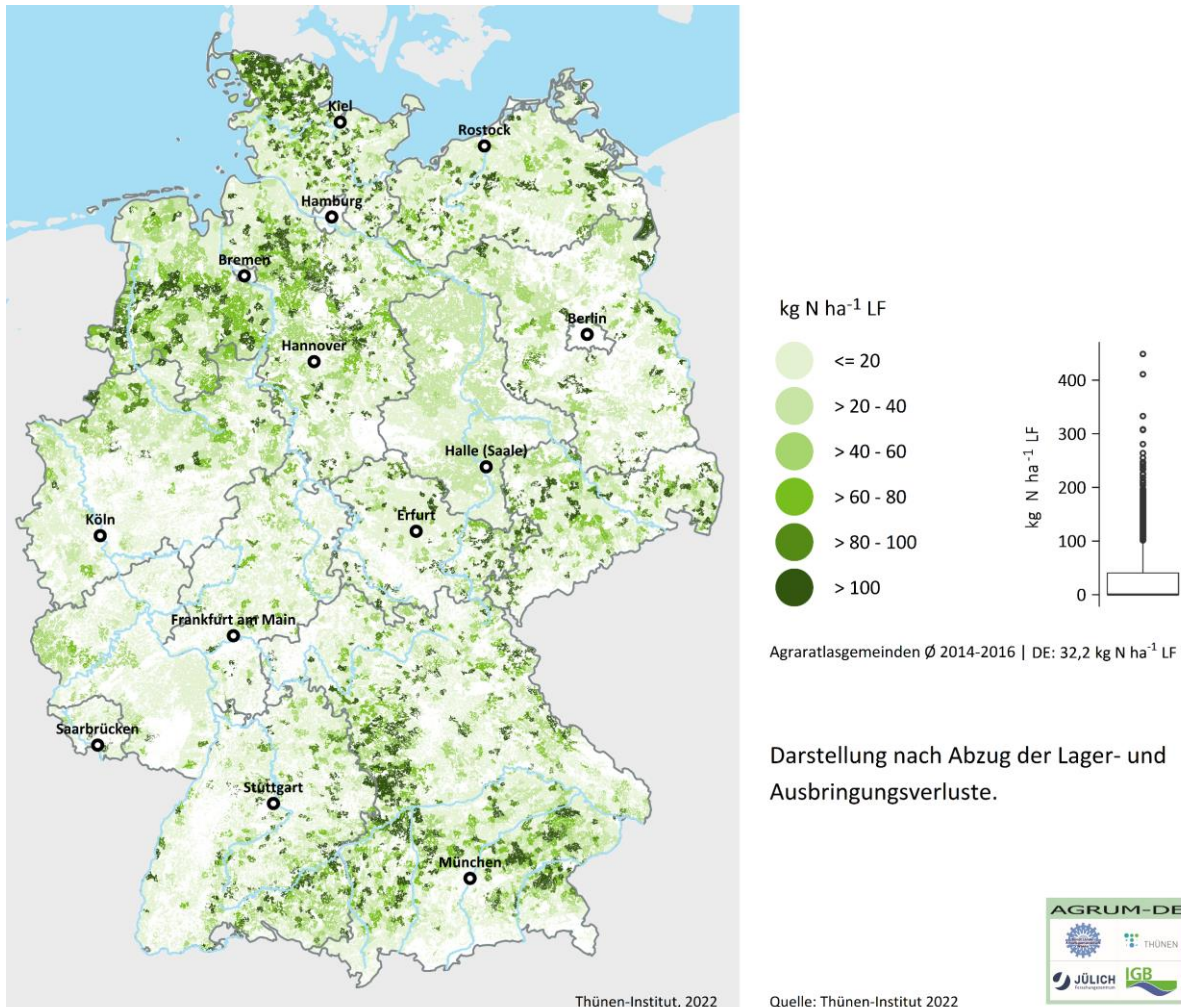 Kiel
Rostock
Hamburg
Bremen
Berlin
Hannover
Halle (Saale)
Köln
Erfurt
Frankfurt am Main
Saarbrücken
Stuttgart
München
Thünen-Institut, 2022
kg N ha⁻¹ LF
<= 20
> 20 - 40
> 40 - 60
> 60 - 80
> 80 - 100
> 100
kg N ha⁻¹ LF
400
300
200
100
0
Agraratlasgemeinden Ø 2014-2016 | DE: 32,2 kg N ha⁻¹ LF
Darstellung nach Abzug der Lager- und
Ausbringungsverluste.
AGRUM-DE
THÜNEN
JÜLICH
Forschungszentrum
IGB
Quelle: Thünen-Institut 2022